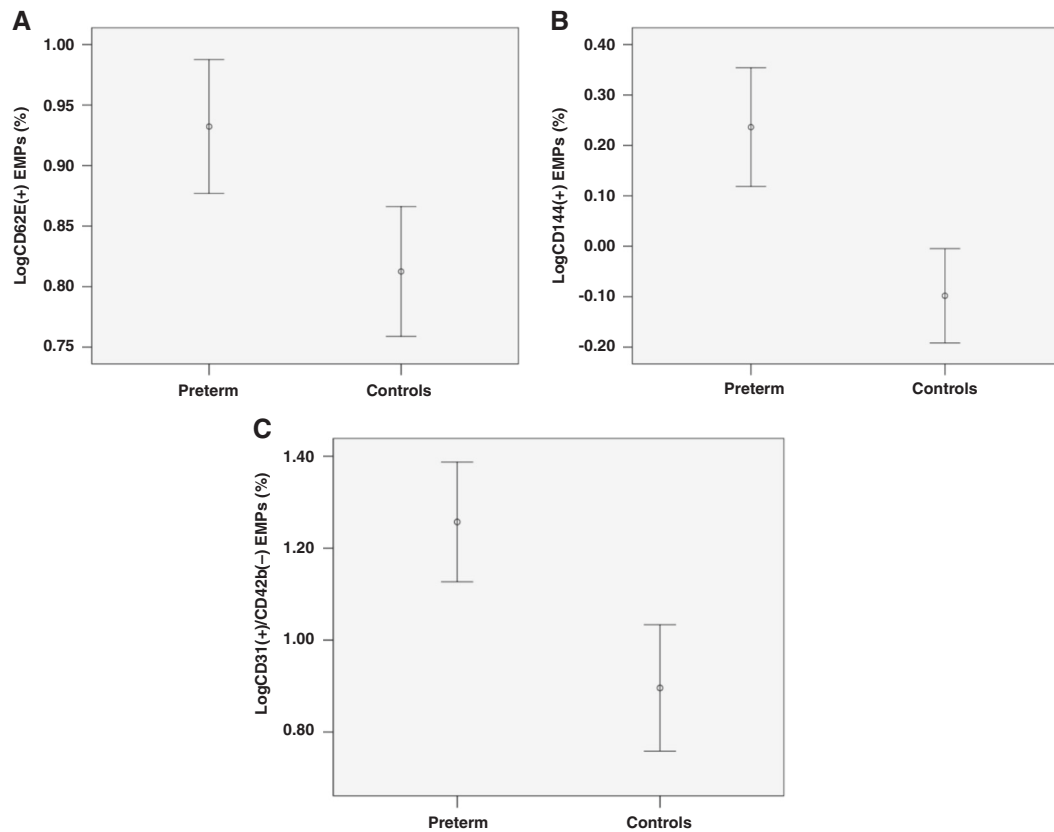 A
LogCD62E(+) EMPs (%)
1.00
0.95
0.90
0.85
0.80
0.75
Preterm Controls
B
LogCD144(+) EMPs (%)
0.40
0.30
0.20
0.10
0.00
-0.10
-0.20
Preterm Controls
C
LogCD31(+)/CD42b(−) EMPs (%)
1.40
1.20
1.00
0.80
Preterm Controls